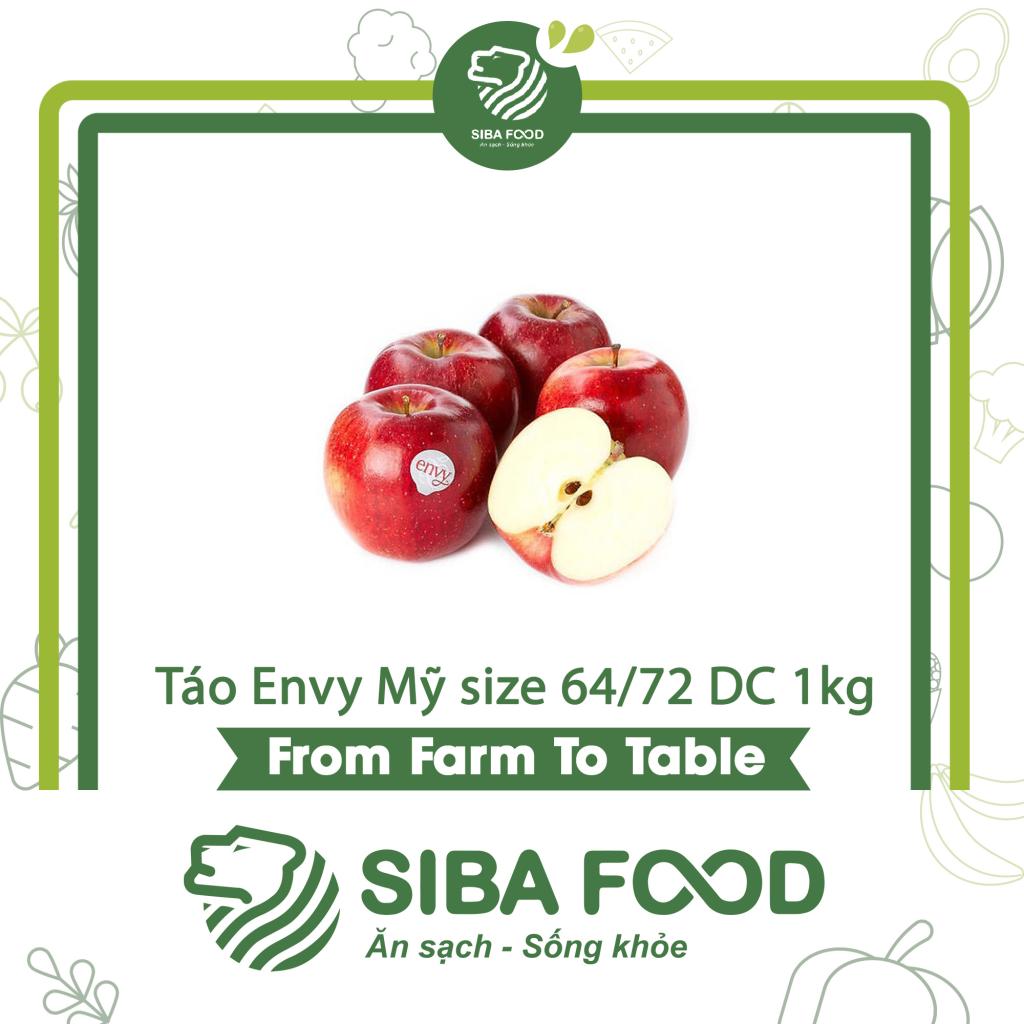 SIBA FOOD
Ăn sạch - Sống khỏe
envy
Táo Envy Mỹ size 64/72 DC 1kg
From Farm To Table
SIBA FOOD
Ăn sạch - Sống khỏe